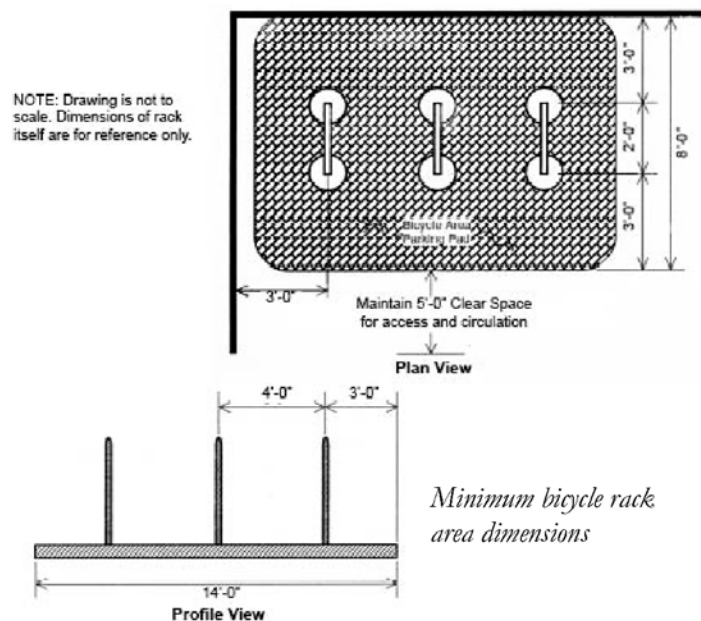 NOTE: Drawing is not to
scale. Dimensions of rack
itself are for reference only.
3'-0"
2'-0"
8'-0"
3'-0"
Bicycle Area
Parking Pad
3'-0"
Maintain 5'-0" Clear Space
for access and circulation
Plan View
4'-0"
3'-0"
Minimum bicycle rack
area dimensions
14'-0"
Profile View